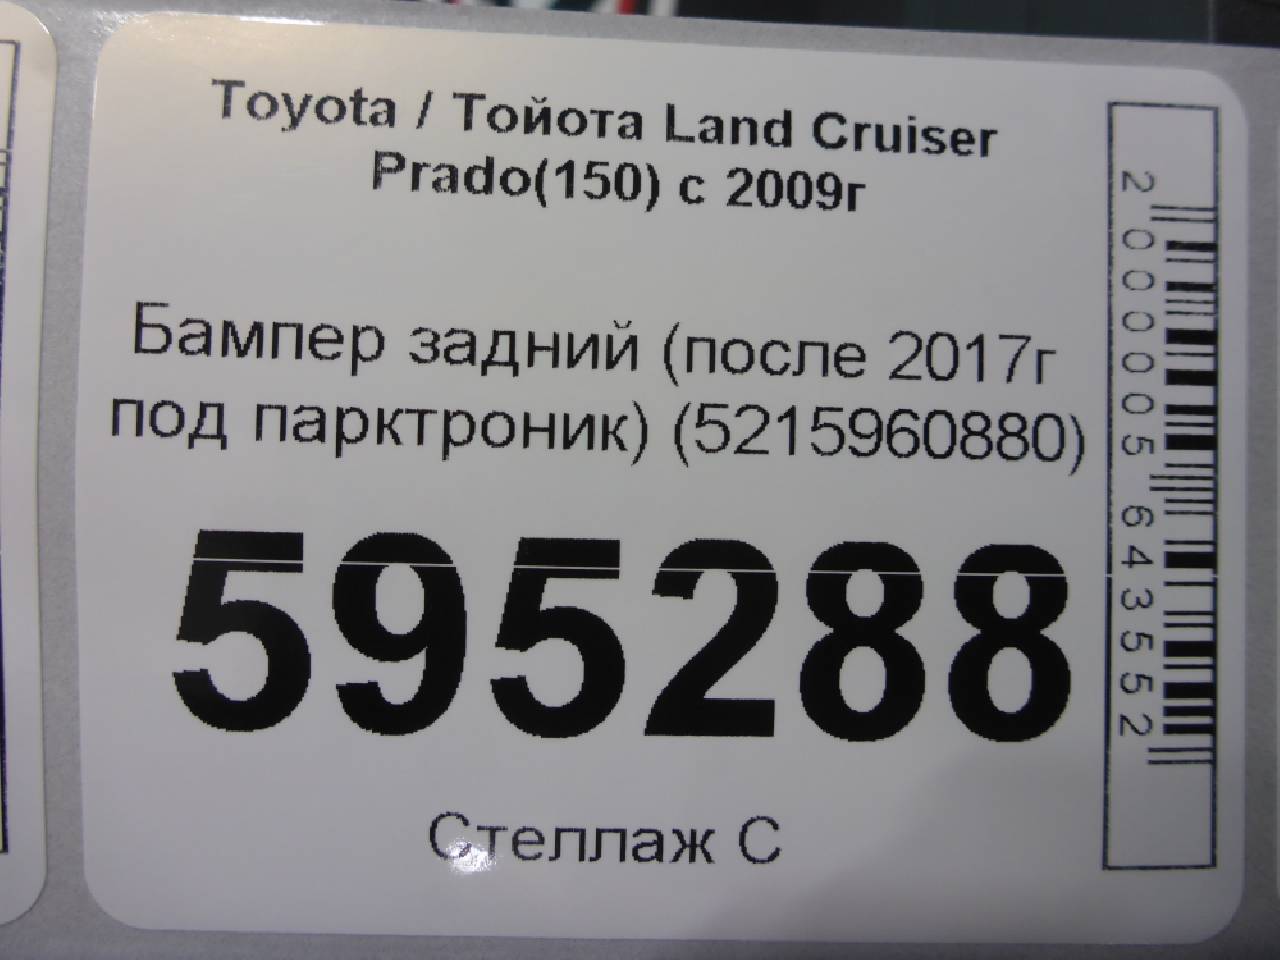 Toyota / Тойота Land Cruiser
Prado(150) с 2009г
Бампер задний (после 2017г
под парктроник) (5215960880)
595288
Стеллаж С
2000005643552